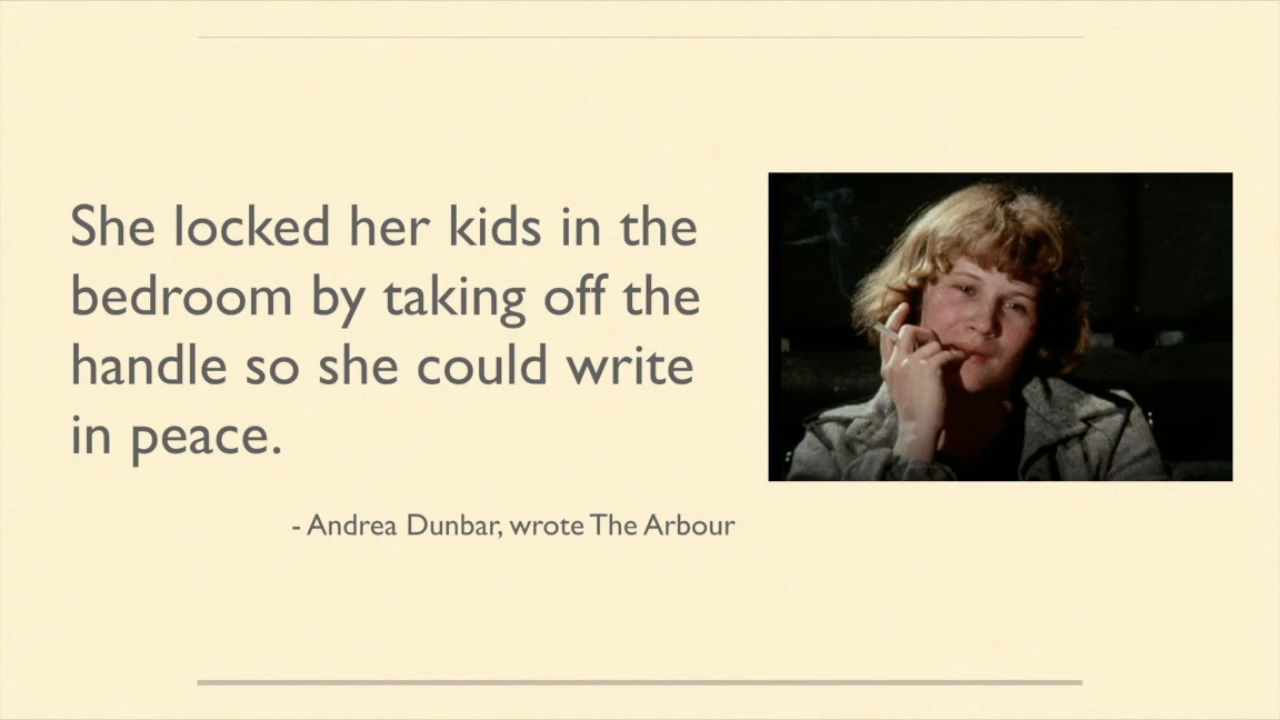 She locked her kids in the
bedroom by taking off the
handle so she could write
in peace.
- Andrea Dunbar, wrote The Arbour